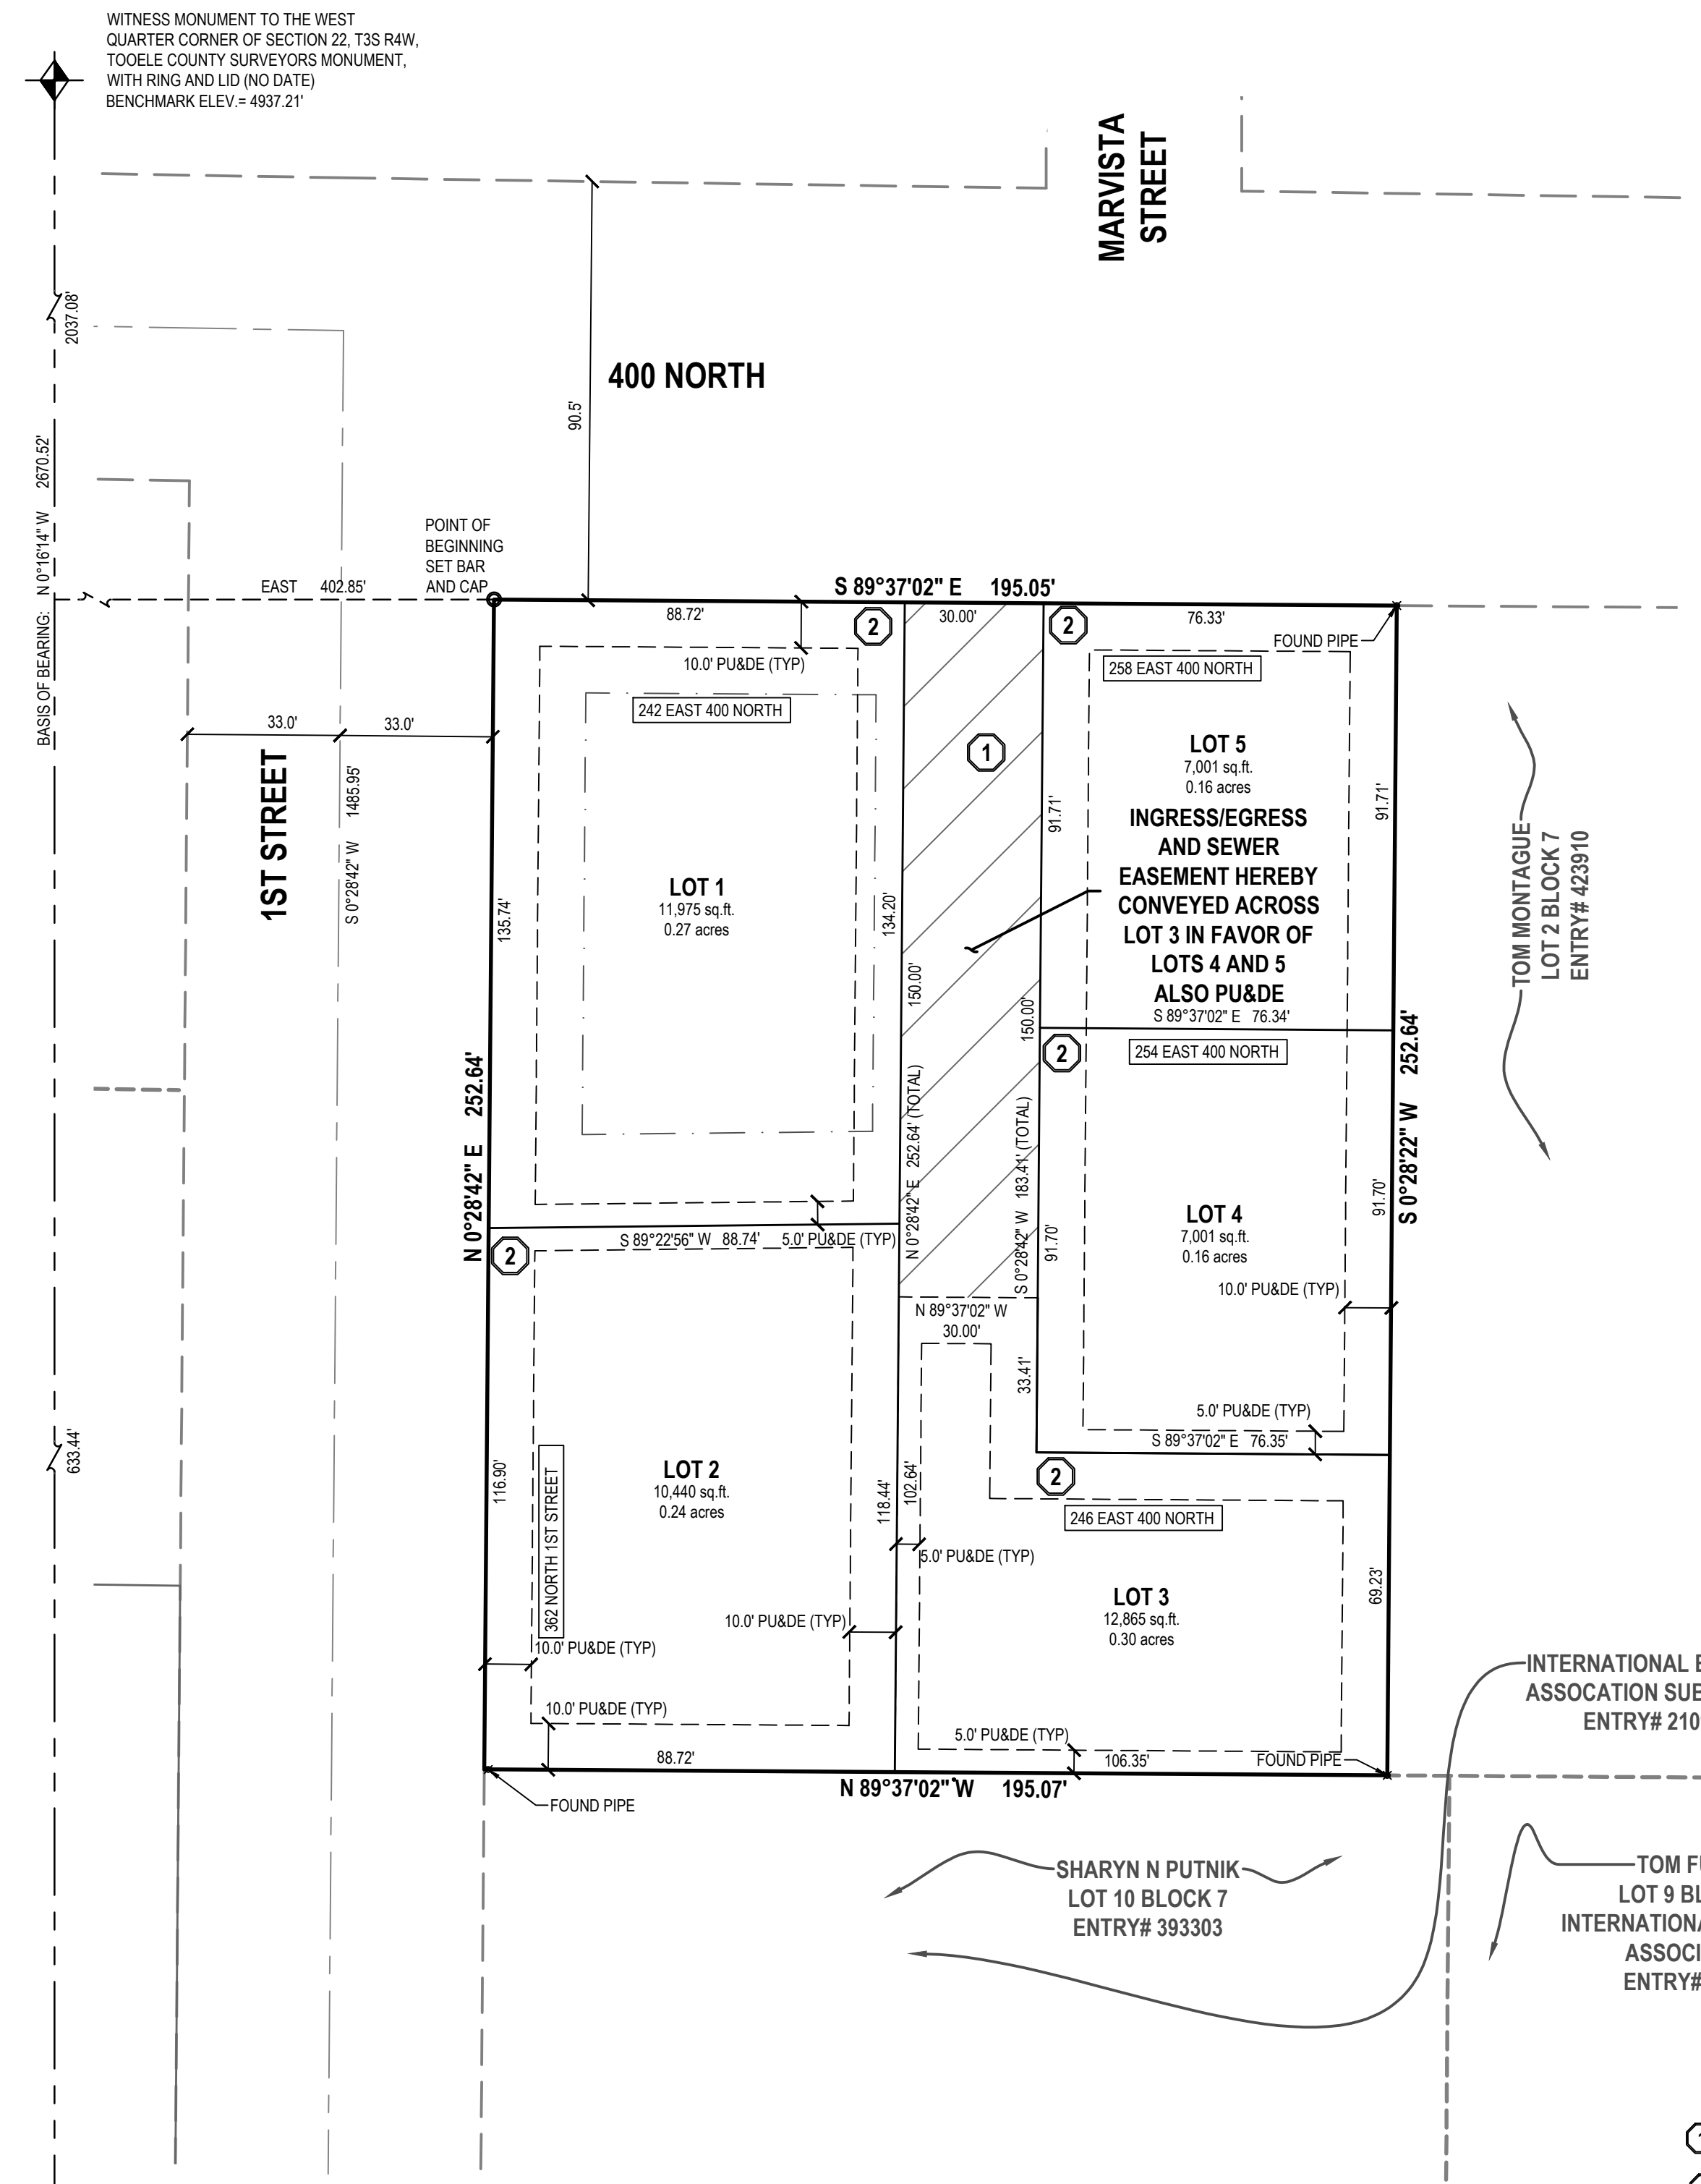 WITNESS MONUMENT TO THE WEST
QUARTER CORNER OF SECTION 22, T3S R4W,
TOOELE COUNTY SURVEYORS MONUMENT,
WITH RING AND LID (NO DATE)
BENCHMARK ELEV.= 4937.21'
MARVISTA
STREET
2037.08'
400 NORTH
90.5'
BASIS OF BEARING: N 0°16'14" W 2670.52'
POINT OF
BEGINNING
SET BAR
AND CAP
EAST 402.85'
S 89°37'02" E 195.05'
88.72'
2
30.00'
2
76.33'
FOUND PIPE
10.0' PU&DE (TYP)
258 EAST 400 NORTH
242 EAST 400 NORTH
33.0'
33.0'
1
LOT 5
7,001 sq.ft.
0.16 acres
1ST STREET
S 0°28'42" W 1485.95'
91.71'
91.71'
INGRESS/EGRESS
AND SEWER
EASEMENT HEREBY
CONVEYED ACROSS
LOT 3 IN FAVOR OF
LOTS 4 AND 5
ALSO PU&DE
TOM MONTAGUE
LOT 2 BLOCK 7
ENTRY# 423910
LOT 1
11,975 sq.ft.
0.27 acres
135.74'
134.20'
150.00'
150.00'
S 89°37'02" E 76.34'
2
254 EAST 400 NORTH
N 0°28'42" E 252.64'
N 0°28'42" E 252.64' (TOTAL)
S 0°28'42" W 183.41' (TOTAL)
S 0°28'22" W 252.64'
91.70'
91.70'
LOT 4
7,001 sq.ft.
0.16 acres
S 89°22'56" W 88.74'
5.0' PU&DE (TYP)
2
10.0' PU&DE (TYP)
N 89°37'02" W
30.00'
33.41'
5.0' PU&DE (TYP)
S 89°37'02" E 76.35'
633.44'
2
LOT 2
10,440 sq.ft.
0.24 acres
116.90'
362 NORTH 1ST STREET
118.44'
102.64'
246 EAST 400 NORTH
5.0' PU&DE (TYP)
LOT 3
12,865 sq.ft.
0.30 acres
69.23'
10.0' PU&DE (TYP)
10.0' PU&DE (TYP)
10.0' PU&DE (TYP)
5.0' PU&DE (TYP)
88.72'
106.35'
FOUND PIPE
N 89°37'02" W 195.07'
FOUND PIPE
INTERNATIONAL
ASSOCATION
ENTRY#
SHARYN N PUTNIK
LOT 10 BLOCK 7
ENTRY# 393303
TOM
LOT 9
ENTRY#